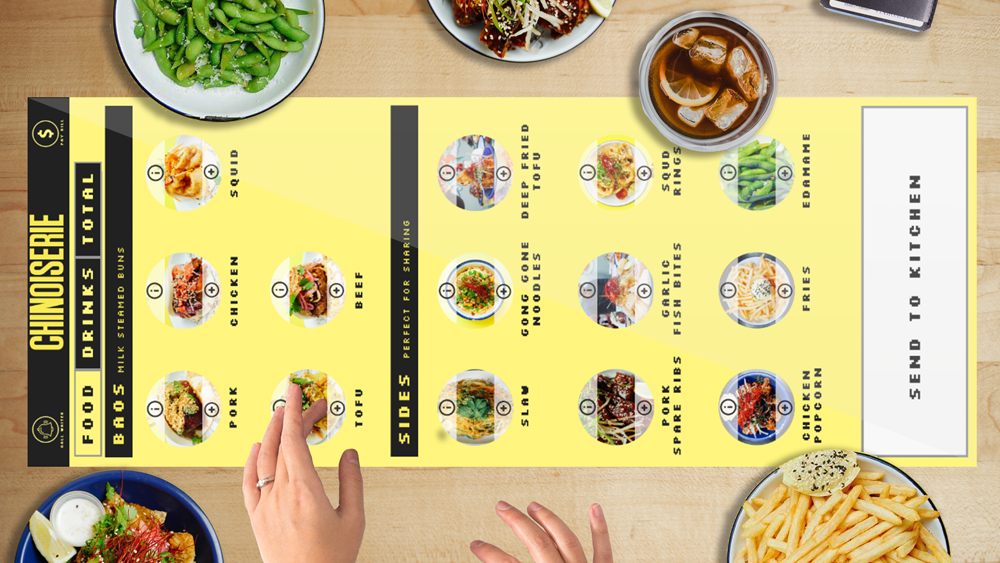 CALL WAITER
CHINOISERIE
PAY BILL
$
FOOD
DRINKS
TOTAL
BAOS MILK STEAMED BUNS
PORK
CHICKEN
SQUID
TOFU
BEEF
SIDES PERFECT FOR SHARING
SLAW
GONG GONE
NOODLES
DEEP FRIED
TOFU
PORK
SPARE RIBS
GARLIC
FISH BITES
SQUD
RINGS
CHICKEN
POPCORN
FRIES
EDAMAME
SEND TO KITCHEN